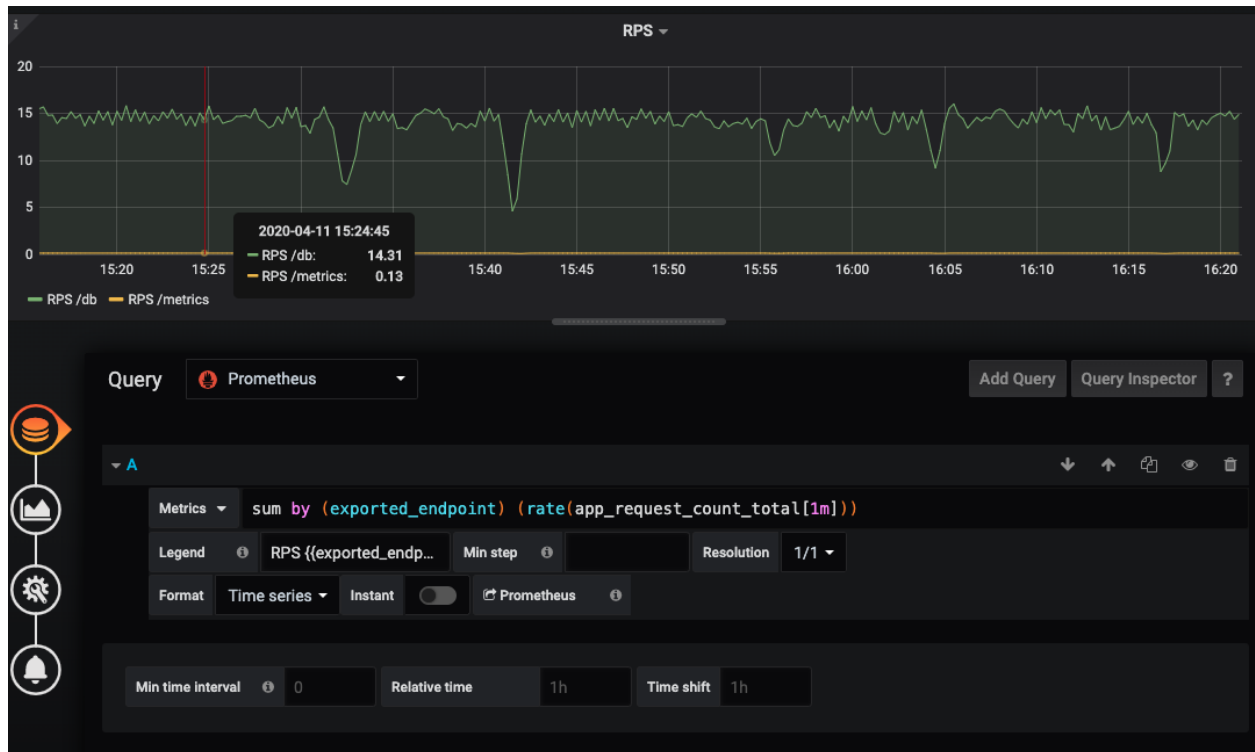 i
RPS
20
15
10
5
0
2020-04-11 15:24:45
RPS /db: 14.31
RPS /metrics: 0.13
15:20 15:25 15:40 15:45 15:50 15:55 16:00 16:05 16:10 16:15 16:20
RPS /db RPS /metrics
Query Prometheus Add Query Query Inspector ?
A
Metrics sum by (exported_endpoint) (rate(app_request_count_total[1m]))
Legend RPS {{exported_endp... Min step Resolution 1/1
Format Time series Instant Prometheus
Min time interval 0 Relative time 1h Time shift 1h